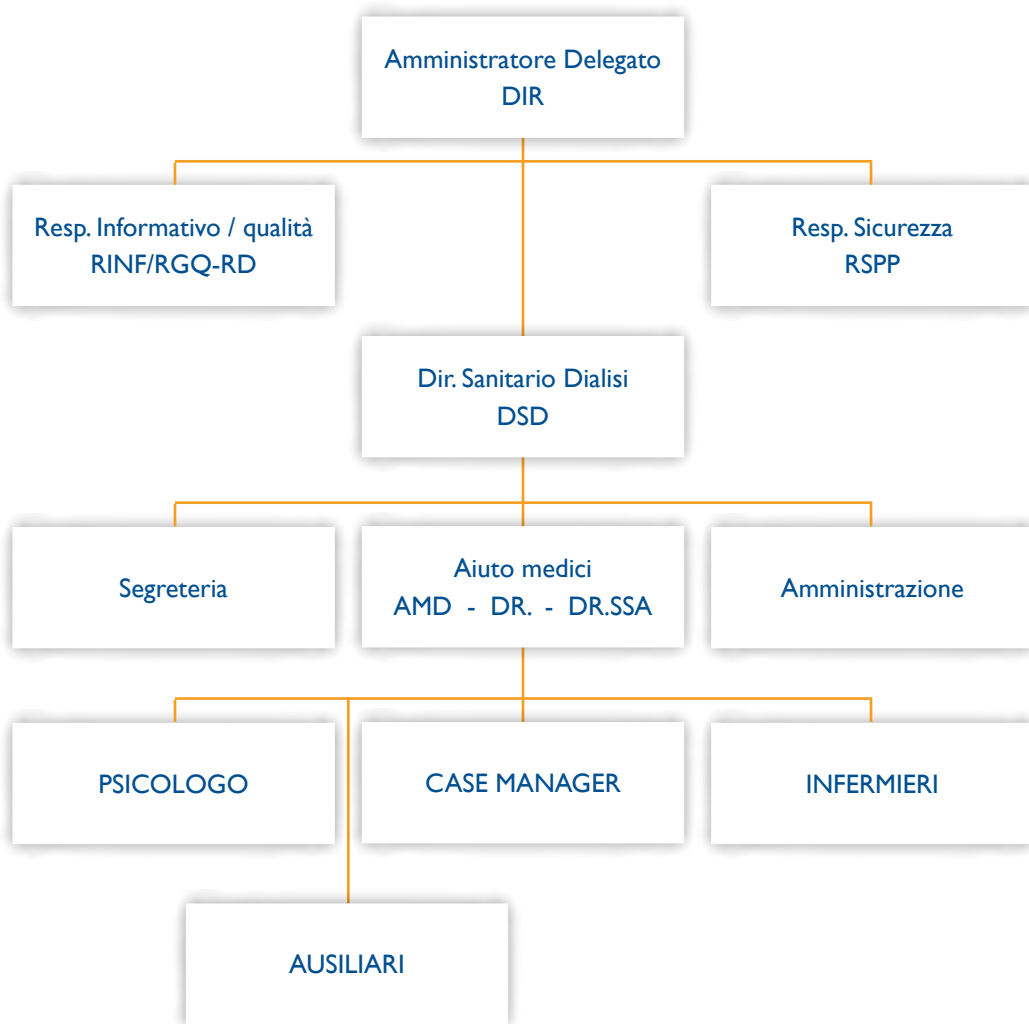 Amministratore Delegato
DIR
Resp. Informativo / qualità
RINF/RGQ-RD
Resp. Sicurezza
RSPP
Dir. Sanitario Dialisi
DSD
Segreteria
Aiuto medici
AMD - DR. - DR.SSA
Amministrazione
PSICOLOGO
CASE MANAGER
INFERMIERI
AUSILIARI